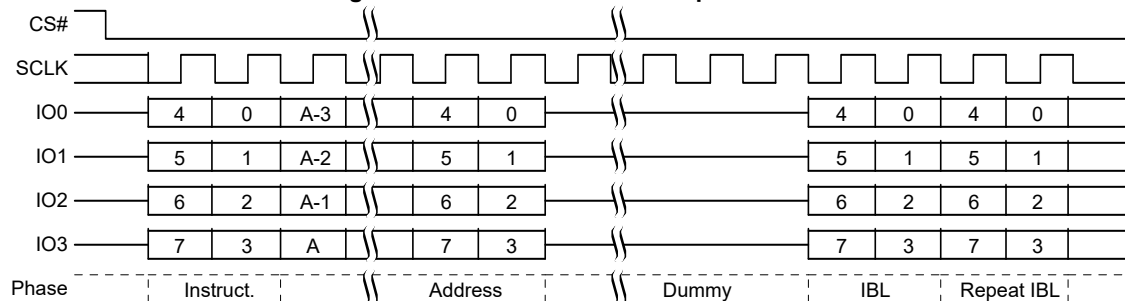 CS#
SCLK
IO0 4 0 A-3 4 0 4 0 4 0
IO1 5 1 A-2 5 1 5 1 5 1
IO2 6 2 A-1 6 2 6 2 6 2
IO3 7 3 A 7 3 7 3 7 3
Phase Instruct. Address Dummy IBL Repeat IBL